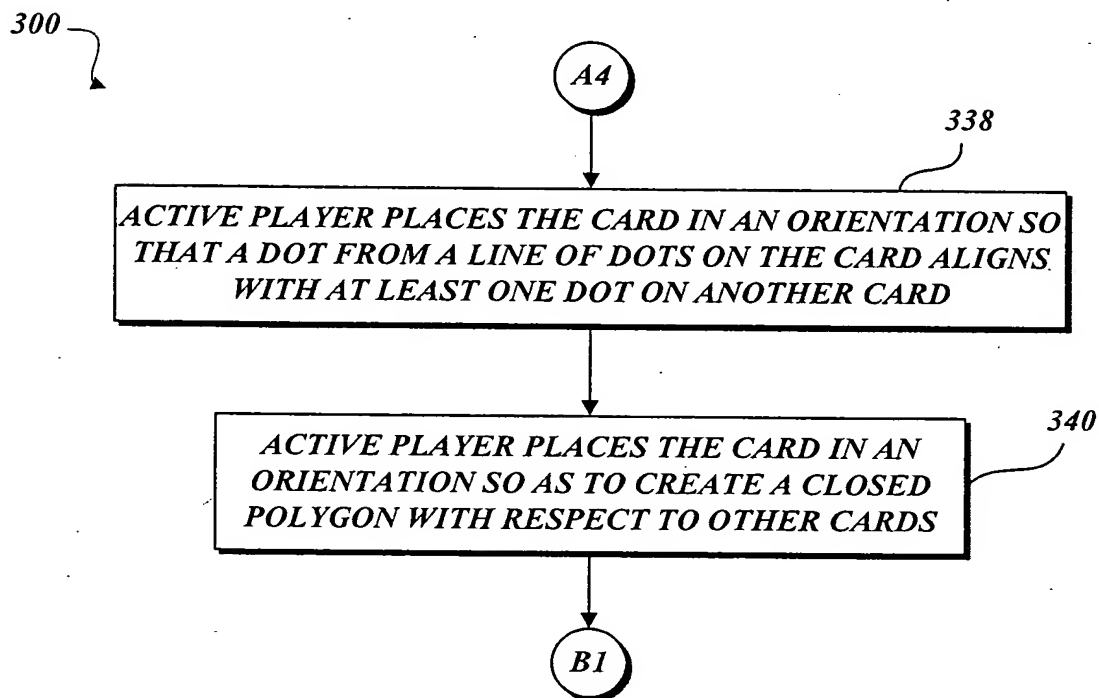 300
A4
338
ACTIVE PLAYER PLACES THE CARD IN AN ORIENTATION SO
THAT A DOT FROM A LINE OF DOTS ON THE CARD ALIGNS
WITH AT LEAST ONE DOT ON ANOTHER CARD
340
ACTIVE PLAYER PLACES THE CARD IN AN
ORIENTATION SO AS TO CREATE A CLOSED
POLYGON WITH RESPECT TO OTHER CARDS
B1